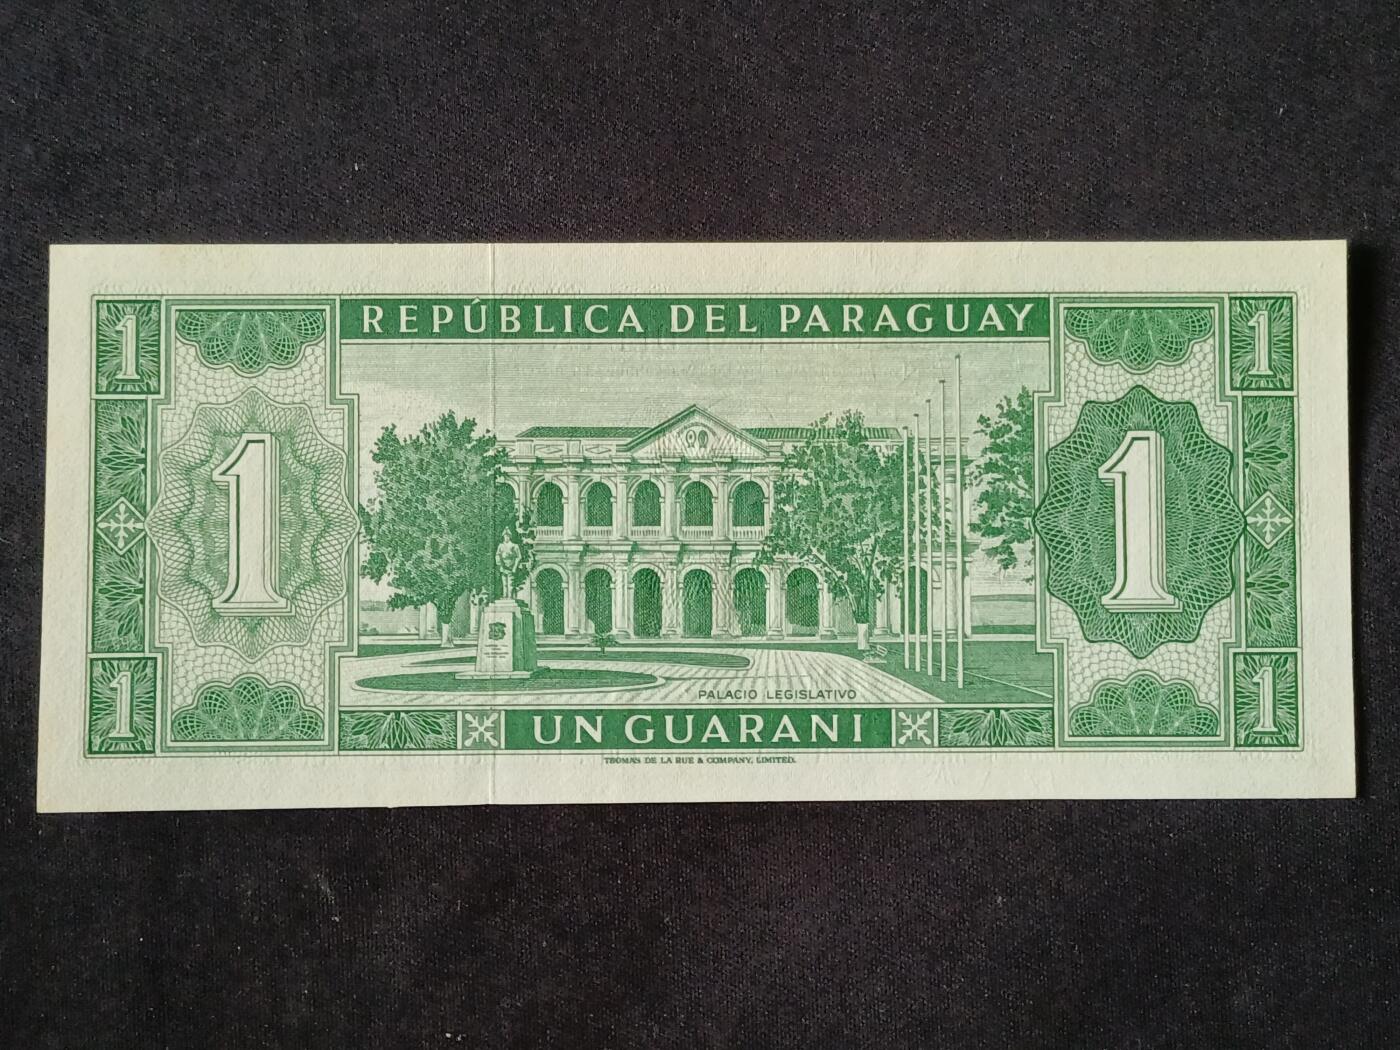 1 REPÚBLICA DEL PARAGUAY 1
1 1
PALACIO LEGISLATIVO
1 UN GUARANI 1
THOMAS DE LA RUE & COMPANY, LIMITED.